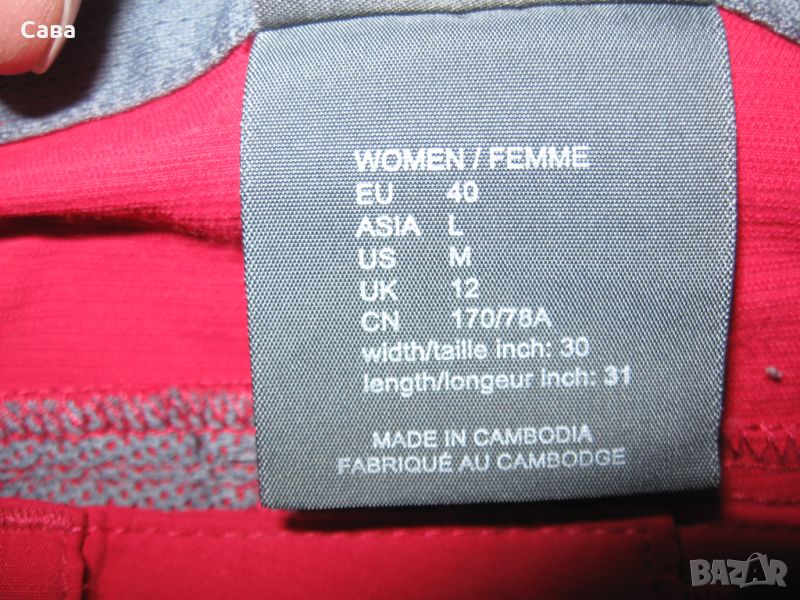 Сава
WOMEN / FEMME
EU 40
ASIA L
US M
UK 12
CN 170/78A
width/taille inch: 30
length/longeur inch: 31
MADE IN CAMBODIA
FABRIQUÉ AU CAMBODGE
BAZAR